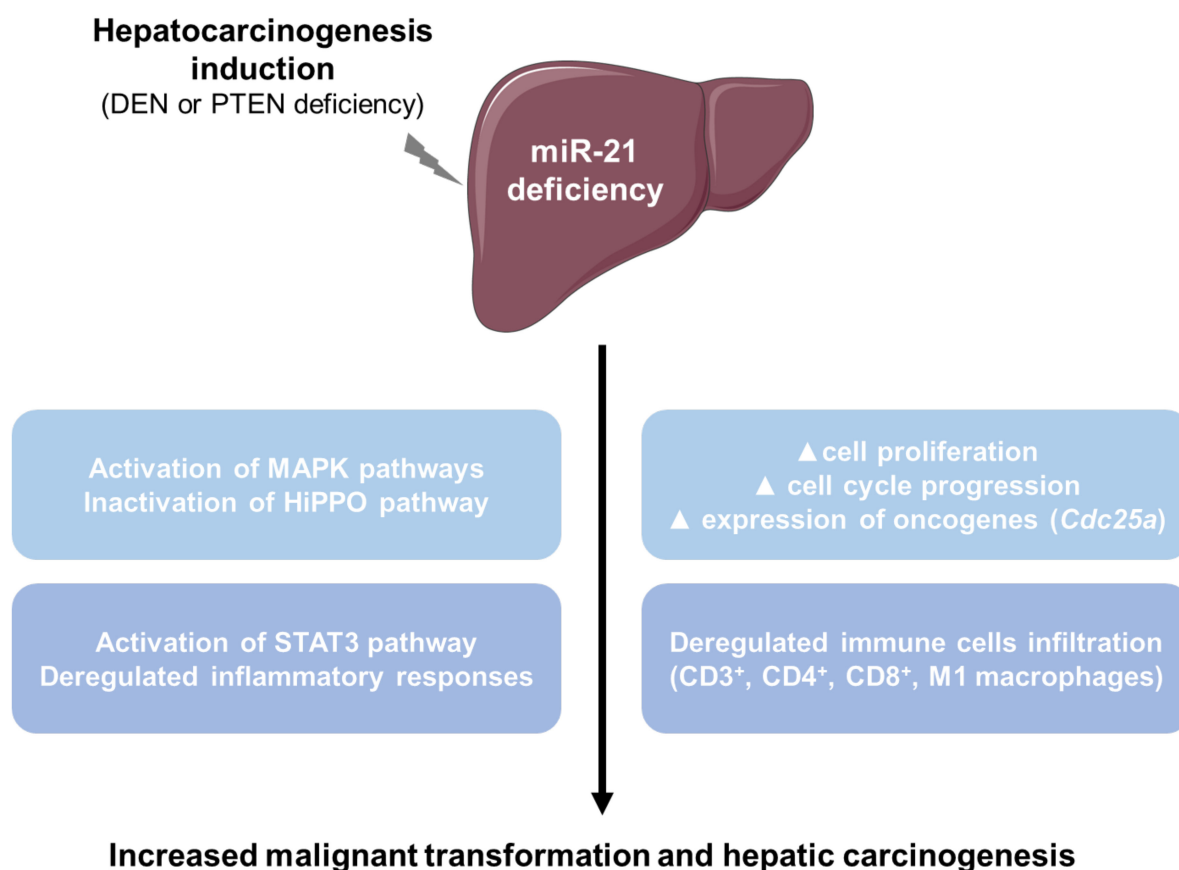 Hepatocarcinogenesis
induction
(DEN or PTEN deficiency)
miR-21
deficiency
Activation of MAPK pathways
Inactivation of HiPPO pathway
▲cell proliferation
▲ cell cycle progression
▲ expression of oncogenes (Cdc25a)
Activation of STAT3 pathway
Deregulated inflammatory responses
Deregulated immune cells infiltration
(CD3⁺, CD4⁺, CD8⁺, M1 macrophages)
Increased malignant transformation and hepatic carcinogenesis